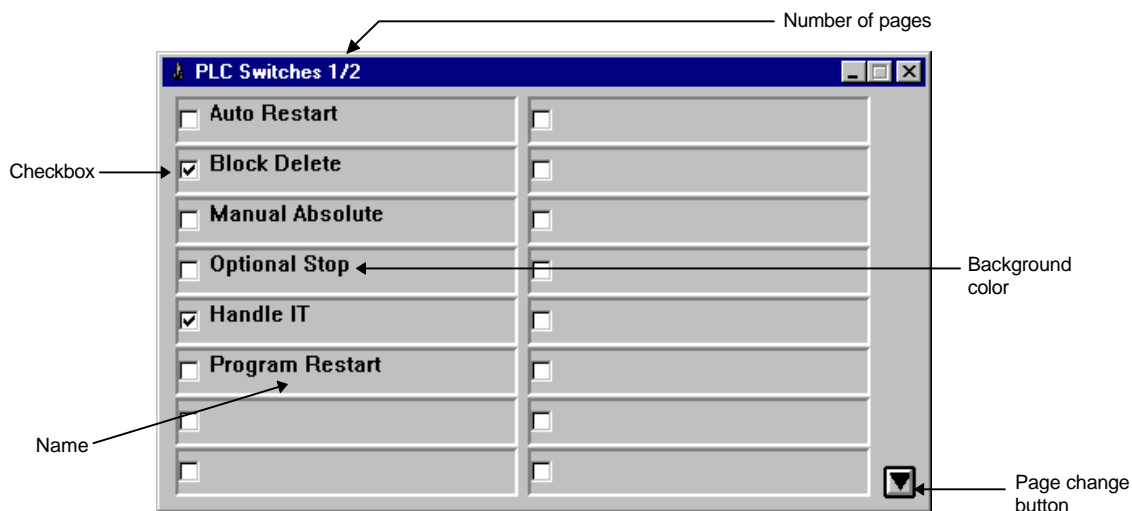 Number of pages
PLC Switches 1/2
Auto Restart
Checkbox
Block Delete
Manual Absolute
Optional Stop
Background
color
Handle IT
Program Restart
Name
Page change
button